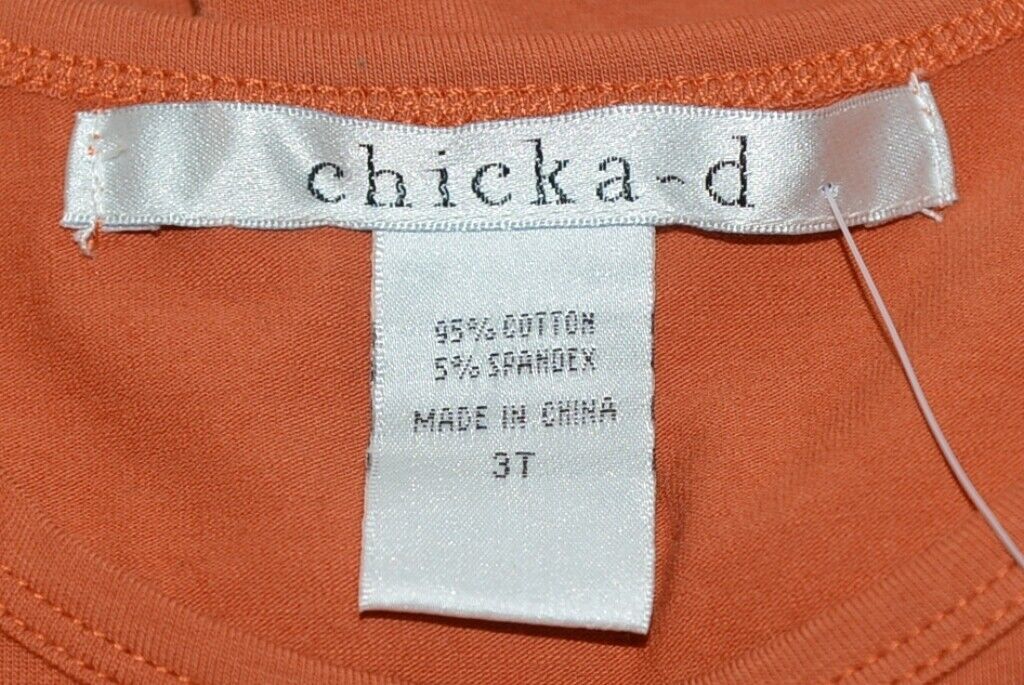 chicka-d
95% COTTON
5% SPANDEX
MADE IN CHINA
3T